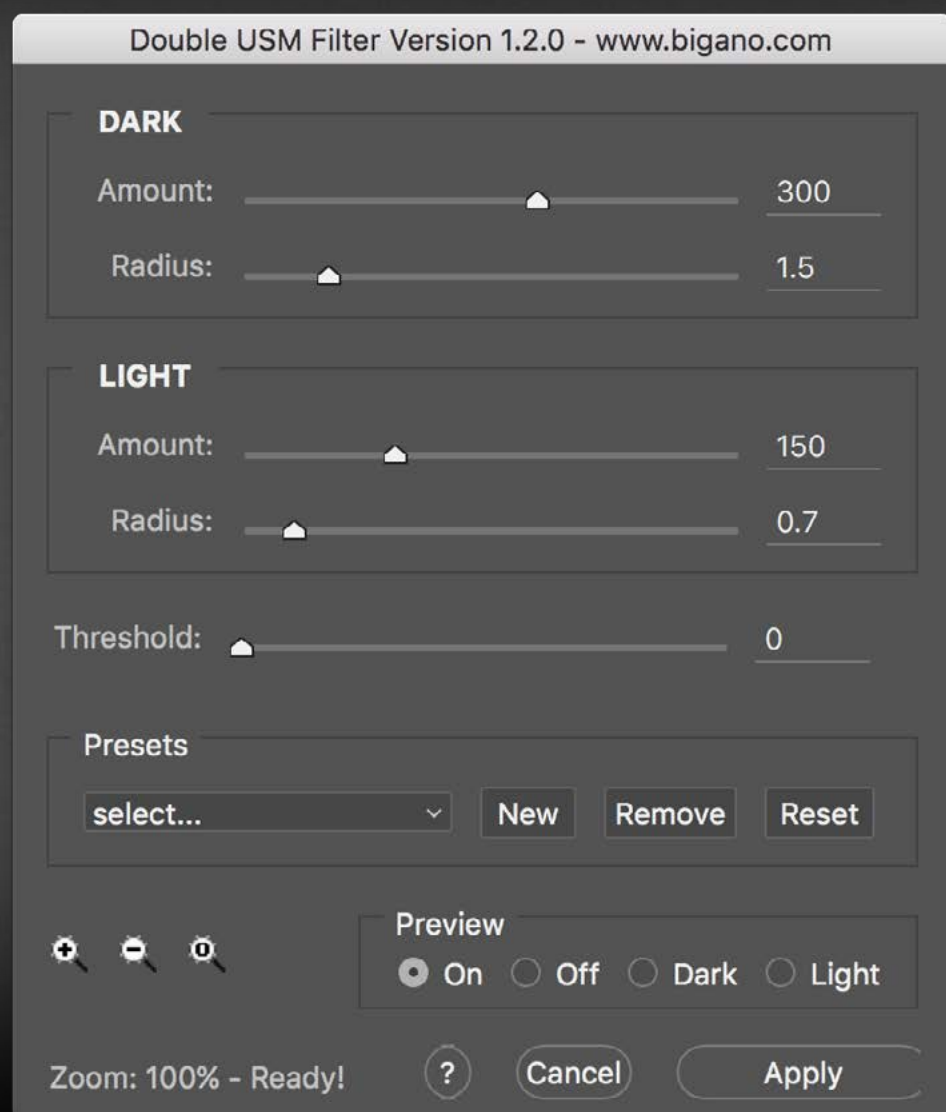 Double USM Filter Version 1.2.0 - www.bigano.com
DARK
Amount: 300
Radius: 1.5
LIGHT
Amount: 150
Radius: 0.7
Threshold: 0
Presets
select... New Remove Reset
Preview
On Off Dark Light
Zoom: 100% - Ready! ? Cancel Apply